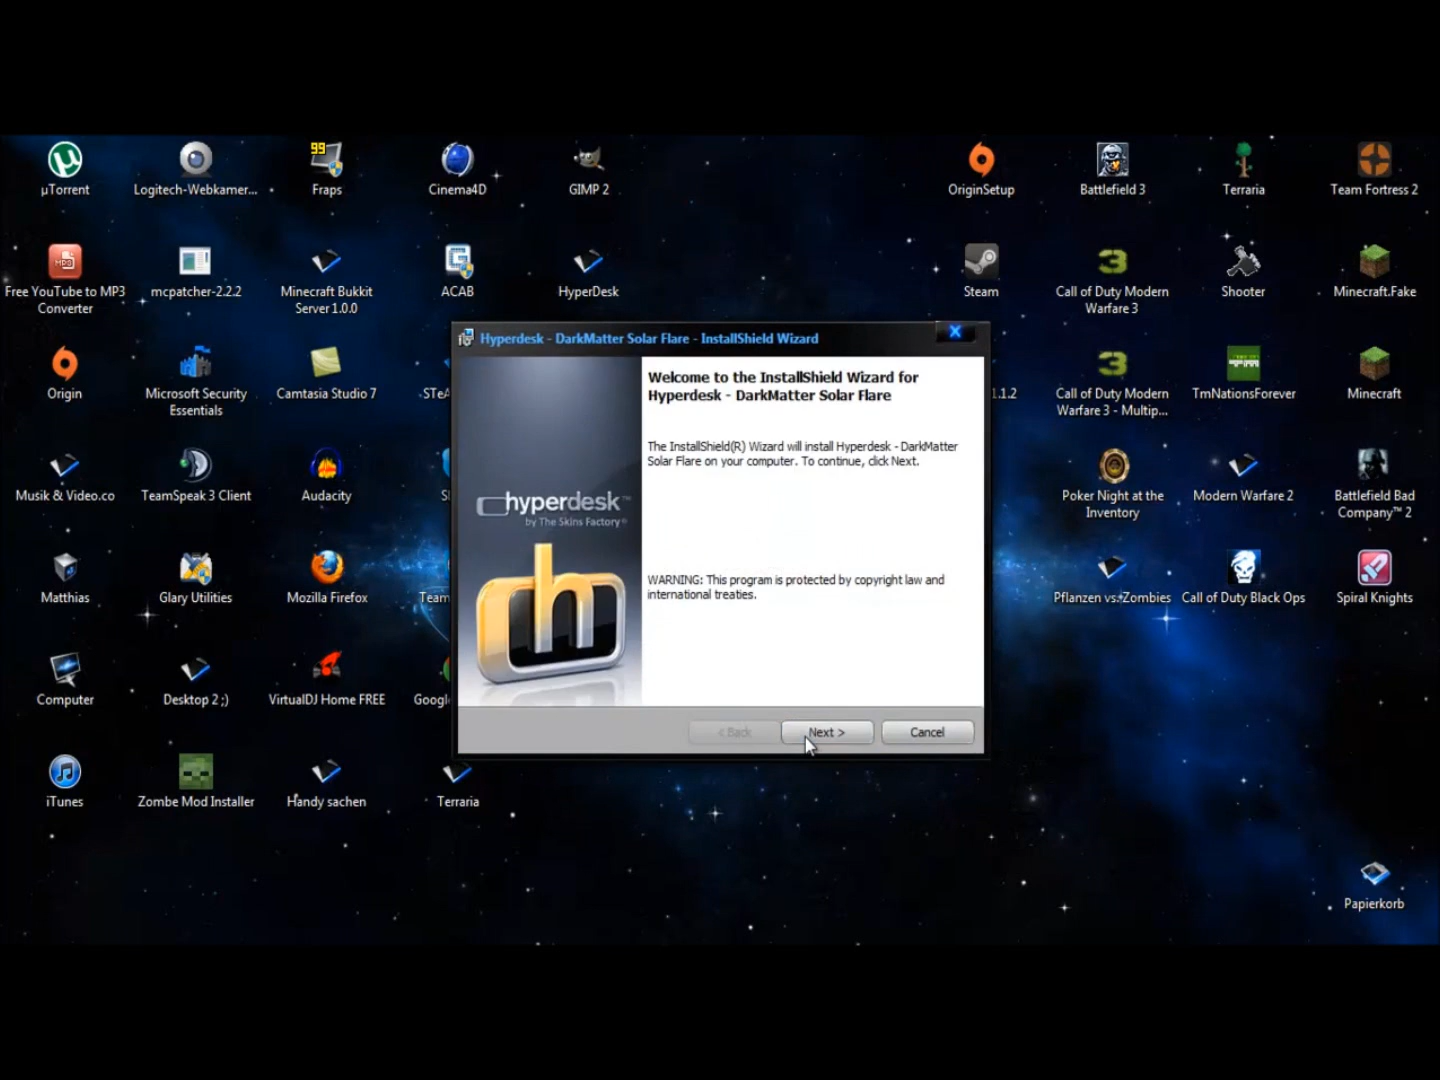 µTorrent
Logitech-Webkamer...
99
Fraps
Cinema4D
GIMP 2
OriginSetup
Battlefield 3
Terraria
Team Fortress 2
Free YouTube to MP3
Converter
mcpatcher-2.2.2
Minecraft Bukkit
Server 1.0.0
ACAB
HyperDesk
Steam
Call of Duty Modern
Warfare 3
Shooter
Minecraft.Fake
Origin
Microsoft Security
Essentials
Camtasia Studio 7
STeA
1.1.2
Call of Duty Modern
Warfare 3 - Multip...
TmNationsForever
Minecraft
Musik & Video.co
TeamSpeak 3 Client
Audacity
Poker Night at the
Inventory
Modern Warfare 2
Battlefield Bad
Company™ 2
Matthias
Glary Utilities
Mozilla Firefox
Team
Pflanzen vs. Zombies
Call of Duty Black Ops
Spiral Knights
Computer
Desktop 2 ;)
VirtualDJ Home FREE
Googl
iTunes
Zombe Mod Installer
Handy sachen
Terraria
Papierkorb
Hyperdesk - DarkMatter Solar Flare - InstallShield Wizard
Welcome to the InstallShield Wizard for
Hyperdesk - DarkMatter Solar Flare
The InstallShield(R) Wizard will install Hyperdesk - DarkMatter
Solar Flare on your computer. To continue, click Next.
hyperdesk™
by The Skins Factory®
WARNING: This program is protected by copyright law and
international treaties.
< Back
Next >
Cancel